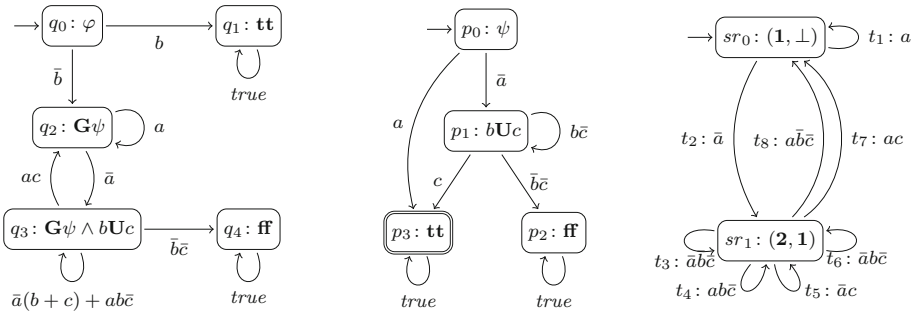 q₀: φ
b
q₁: tt
true
b̄
q₂: Gψ
a
ac
ā
q₃: Gψ ∧ bUc
b̄c̄
q₄: ff
ā(b + c) + abc̄
true
p₀: ψ
a
ā
p₁: bUc
bc̄
c
b̄c̄
p₃: tt
p₂: ff
true
true
sr₀: (1, ⊥)
t₁: a
t₂: ā
t₈: ab̄c̄
t₇: ac
sr₁: (2, 1)
t₃: āb̄c̄
t₆: ābc̄
t₄: abc̄
t₅: āc